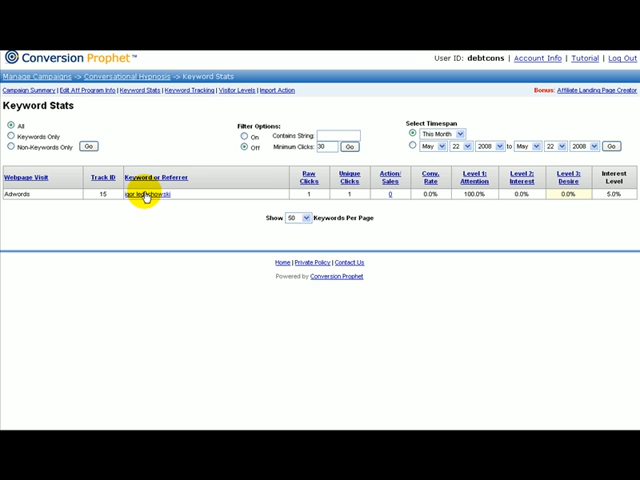 Conversion Prophet™
User ID: debtcons | Account Info | Tutorial | Log Out
Manage Campaigns -> Conversational Hypnosis -> Keyword Stats
Campaign Summary | Edit Aff Program Info | Keyword Stats | Keyword Tracking | Visitor Levels | Import Action
Bonus: Affiliate Landing Page Creator
Keyword Stats
All
Keywords Only
Non-Keywords Only Go
Filter Options:
On Contains String:
Off Minimum Clicks: 30 Go
Select Timespan
This Month
May 22 2008 to May 22 2008 Go
Webpage Visit Track ID Keyword or Referrer Raw Clicks Unique Clicks Action/Sales Conv. Rate Level 1: Attention Level 2: Interest Level 3: Desire Interest Level
Adwords 15 1 1 0 0.0% 100.0% 0.0% 0.0% 5.0%
Show 50 Keywords Per Page
Home | Private Policy | Contact Us
Powered by Conversion Prophet